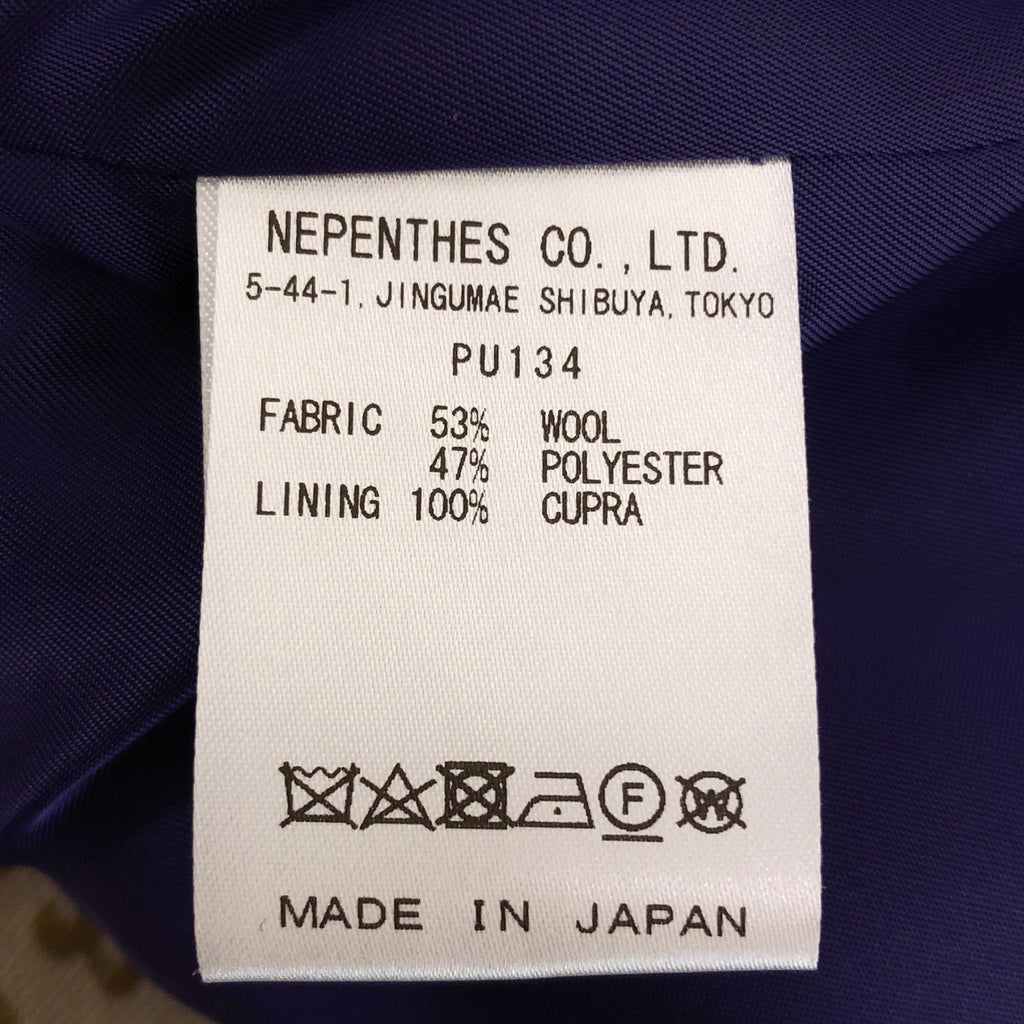 NEPENTHES CO., LTD.
5-44-1, JINGUMAE SHIBUYA, TOKYO
PU134
FABRIC 53% WOOL
47% POLYESTER
LINING 100% CUPRA
F W
MADE IN JAPAN